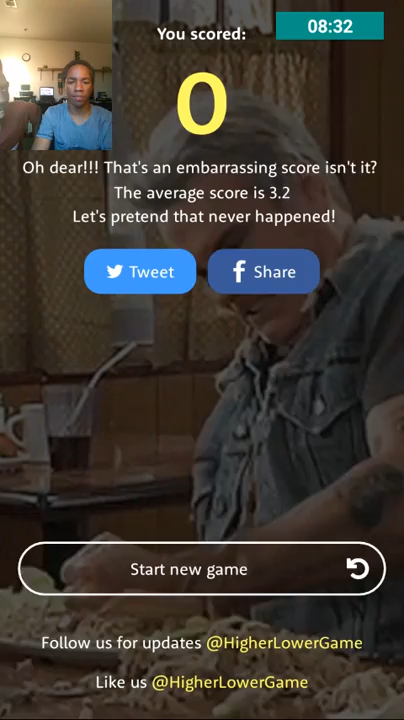 08:32
You scored:
0
Oh dear!!! That's an embarrassing score isn't it?
The average score is 3.2
Let's pretend that never happened!
Tweet
Share
Start new game
Follow us for updates @HigherLowerGame
Like us @HigherLowerGame